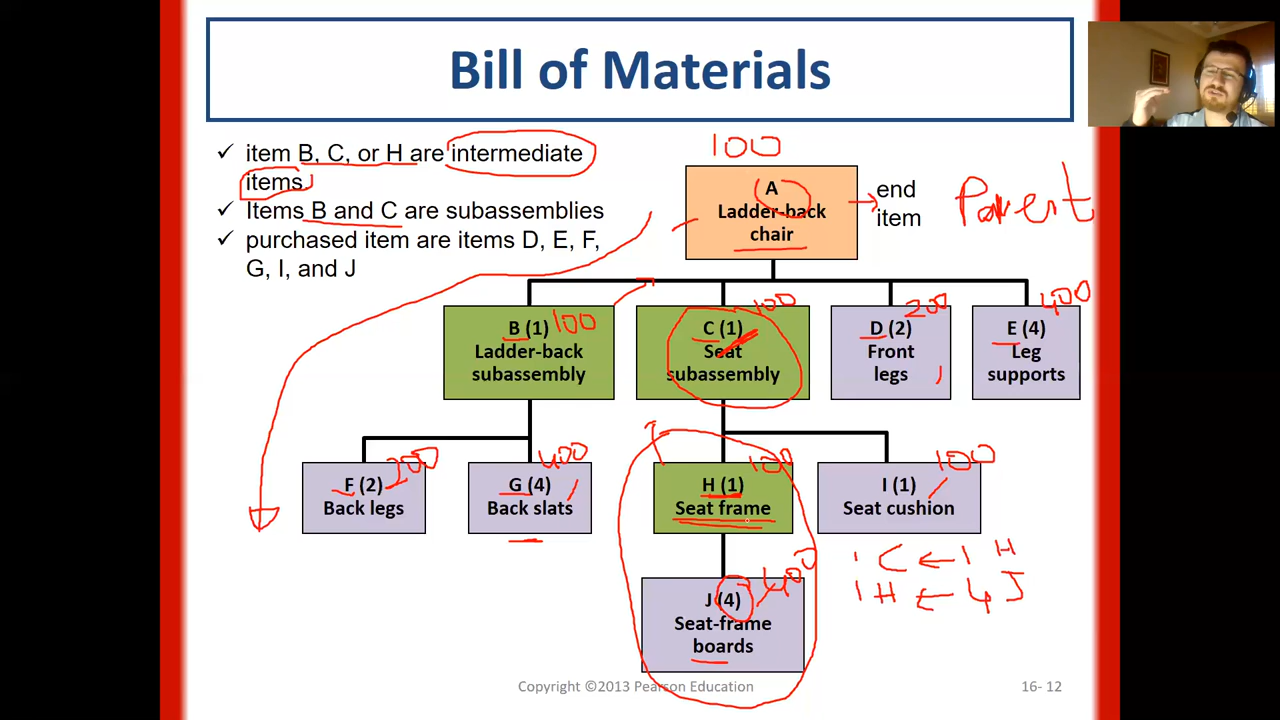 Bill of Materials
✓ item B, C, or H are intermediate
items
✓ Items B and C are subassemblies
✓ purchased item are items D, E, F,
G, I, and J
100
A
Ladder-back
chair
end
item
Parent
B (1) 100
Ladder-back
subassembly
100
C (1)
Seat
subassembly
200
D (2)
Front
legs
400
E (4)
Leg
supports
200
F (2)
Back legs
400
G (4)
Back slats
100
H (1)
Seat frame
100
I (1)
Seat cushion
1 C ← 1 H
1 H ← 4 J
400
J (4)
Seat-frame
boards
Copyright ©2013 Pearson Education
16- 12